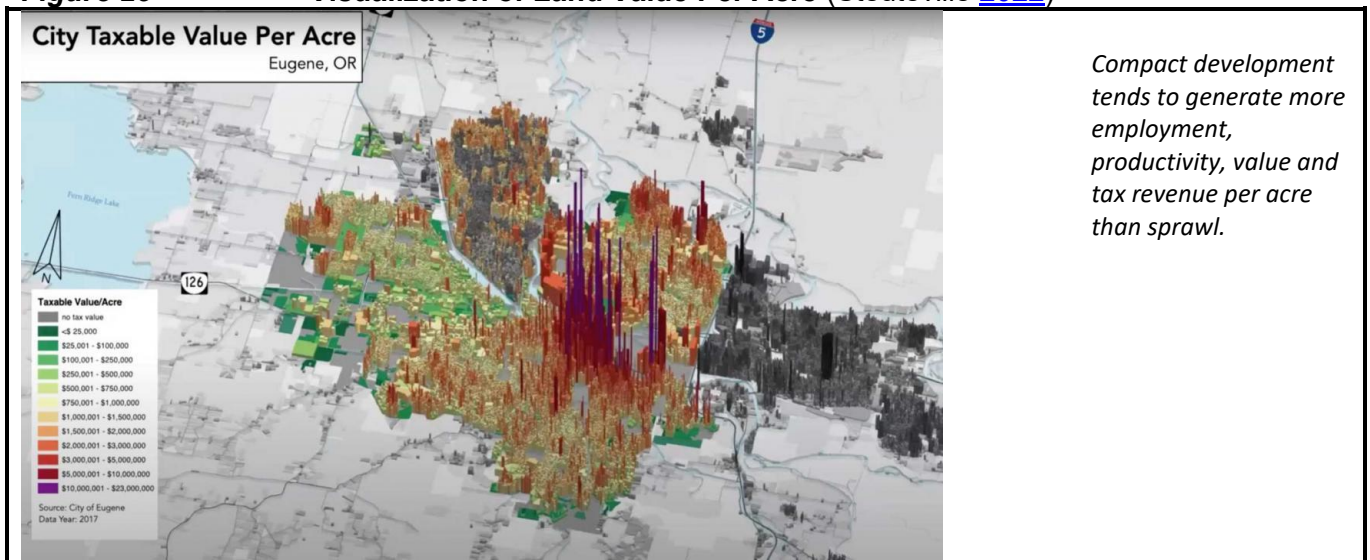 City Taxable Value Per Acre
Eugene, OR
5
Compact development
tends to generate more
employment,
productivity, value and
tax revenue per acre
than sprawl.
Fern Ridge Lake
N
126
Taxable Value/Acre
no tax value
<$ 25,000
$25,001 - $100,000
$100,001 - $250,000
$250,001 - $500,000
$500,001 - $750,000
$750,001 - $1,000,000
$1,000,001 - $1,500,000
$1,500,001 - $2,000,000
$2,000,001 - $3,000,000
$3,000,001 - $5,000,000
$5,000,001 - $10,000,000
$10,000,001 - $23,000,000
Source: City of Eugene
Data Year: 2017